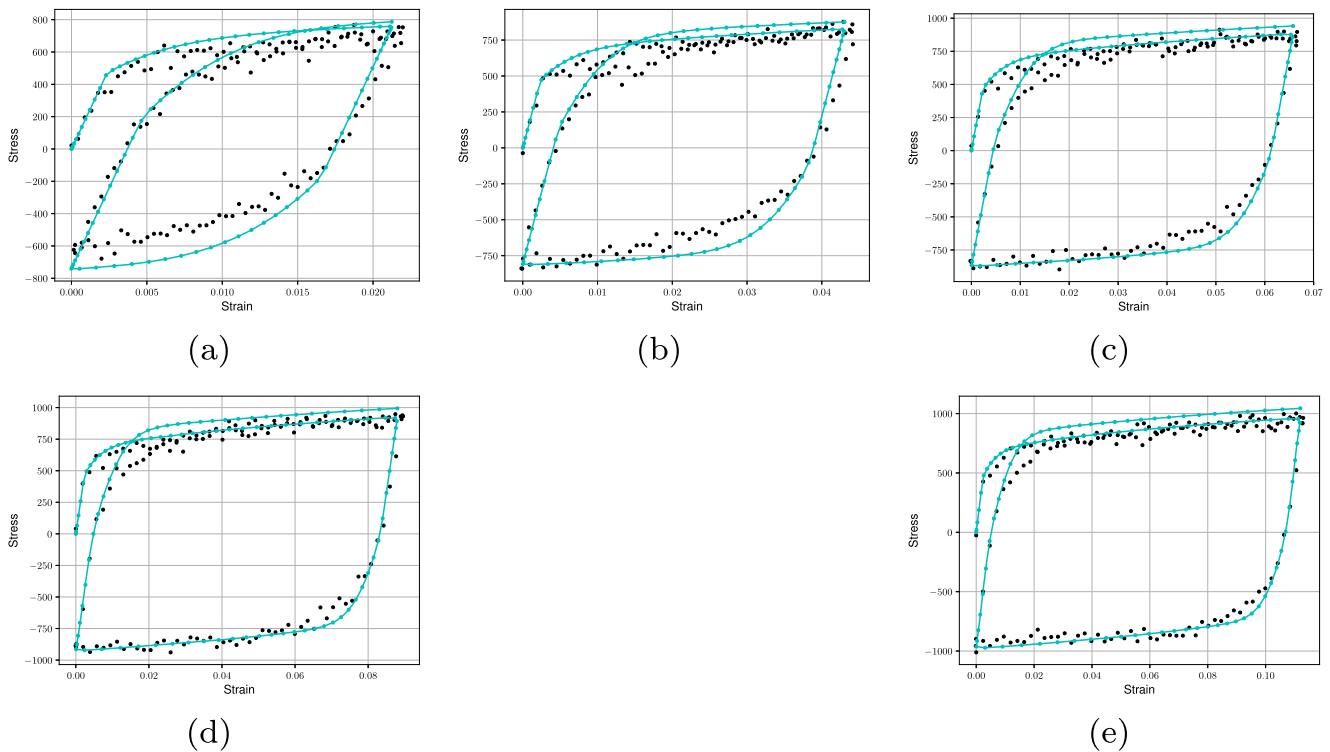 800
600
400
200
0
−200
−400
−600
−800
Stress
0.000 0.005 0.010 0.015 0.020
Strain
(a)
750
500
250
0
−250
−500
−750
Stress
0.00 0.01 0.02 0.03 0.04
Strain
(b)
1000
750
500
250
0
−250
−500
−750
Stress
0.00 0.01 0.02 0.03 0.04 0.05 0.06 0.07
Strain
(c)
1000
750
500
250
0
−250
−500
−750
−1000
Stress
0.00 0.02 0.04 0.06 0.08
Strain
(d)
1000
500
0
−500
−1000
Stress
0.00 0.02 0.04 0.06 0.08 0.10
Strain
(e)